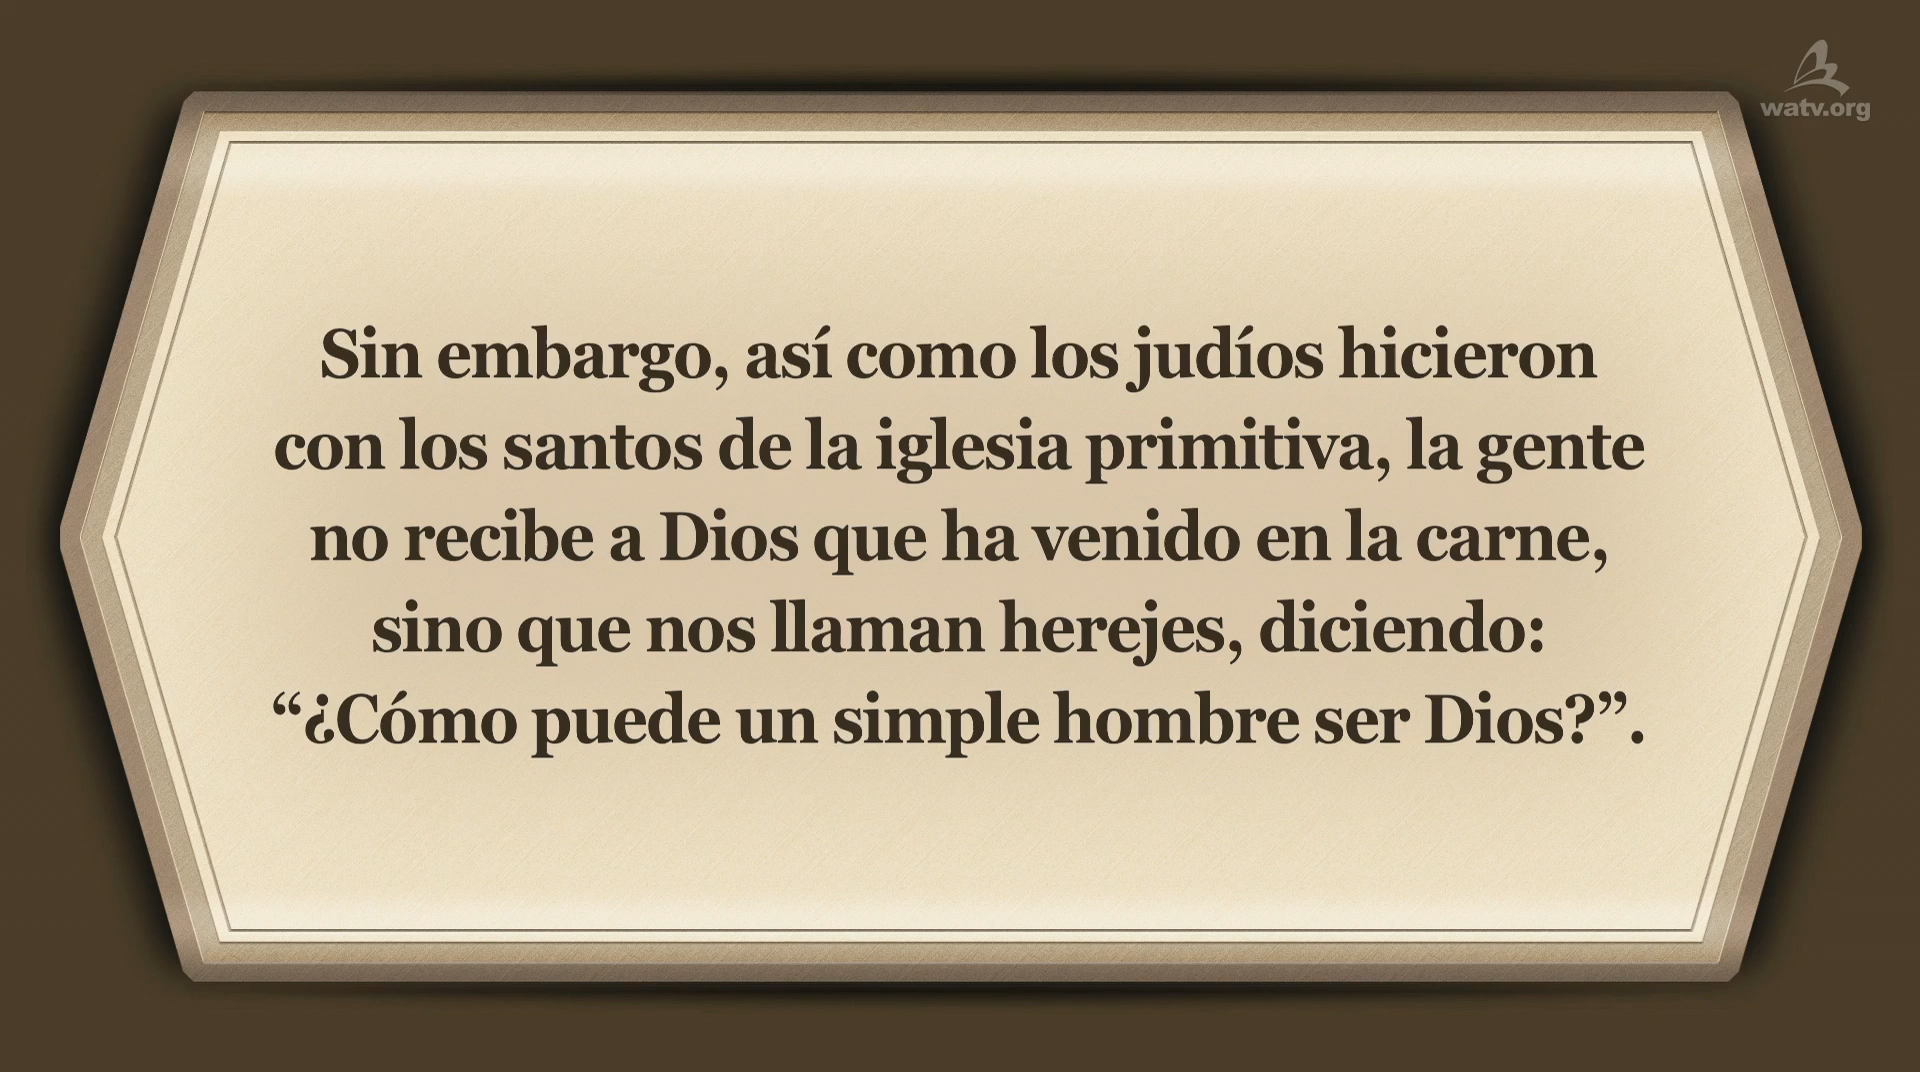 watv.org
Sin embargo, así como los judíos hicieron
con los santos de la iglesia primitiva, la gente
no recibe a Dios que ha venido en la carne,
sino que nos llaman herejes, diciendo:
“¿Cómo puede un simple hombre ser Dios?”.